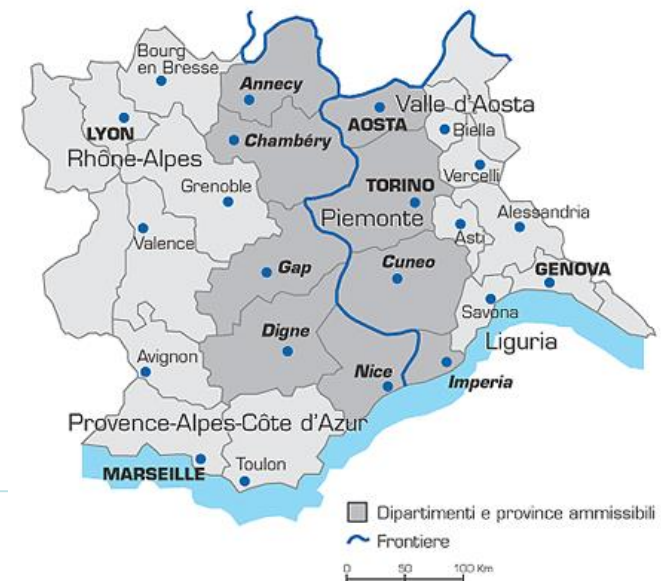 Bourg
en Bresse
Annecy
Valle d'Aosta
AOSTA
LYON
Biella
Chambéry
Rhône-Alpes
Vercelli
Grenoble
TORINO
Piemonte
Alessandria
Valence
Asti
Gap
Cuneo
GENOVA
Savona
Digne
Liguria
Avignon
Nice
Imperia
Provence-Alpes-Côte d'Azur
MARSEILLE
Toulon
Dipartimenti e province ammissibili
Frontiere
0 50 100 Km